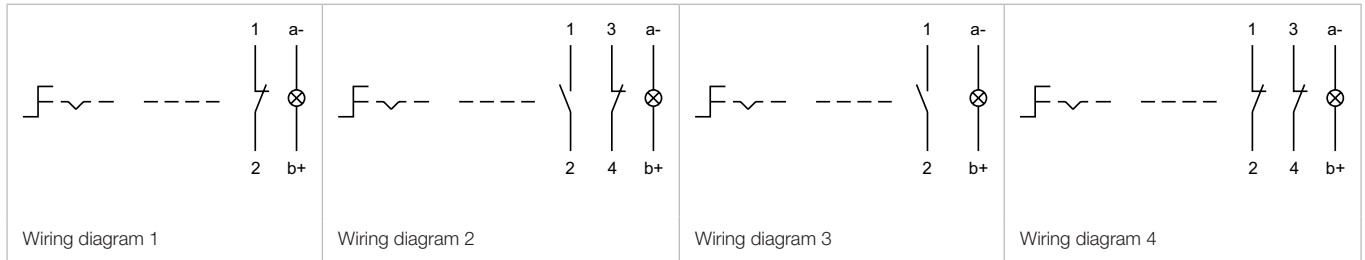 1 a-
1 3 a-
1 a-
1 3 a-
2 b+
2 4 b+
2 b+
2 4 b+
Wiring diagram 1
Wiring diagram 2
Wiring diagram 3
Wiring diagram 4